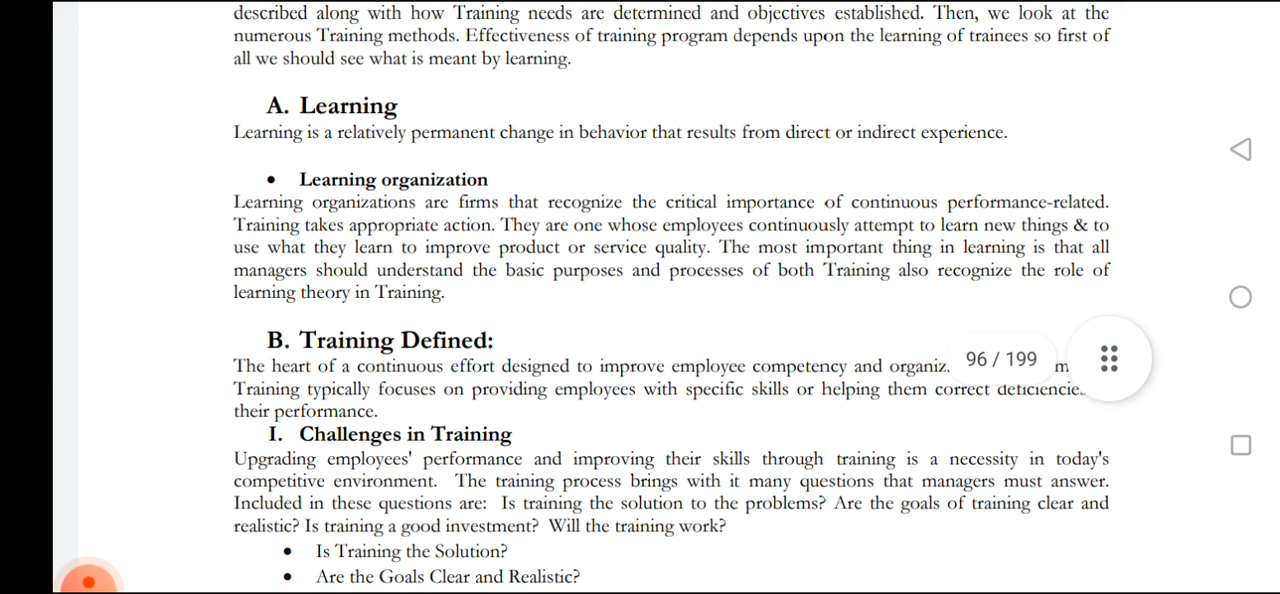 described along with how Training needs are determined and objectives established. Then, we look at the
numerous Training methods. Effectiveness of training program depends upon the learning of trainees so first of
all we should see what is meant by learning.
A. Learning
Learning is a relatively permanent change in behavior that results from direct or indirect experience.
• Learning organization
Learning organizations are firms that recognize the critical importance of continuous performance-related.
Training takes appropriate action. They are one whose employees continuously attempt to learn new things & to
use what they learn to improve product or service quality. The most important thing in learning is that all
managers should understand the basic purposes and processes of both Training also recognize the role of
learning theory in Training.
B. Training Defined:
The heart of a continuous effort designed to improve employee competency and
96 / 199
Training typically focuses on providing employees with specific skills or helping them correct
their performance.
I. Challenges in Training
Upgrading employees' performance and improving their skills through training is a necessity in today's
competitive environment. The training process brings with it many questions that managers must answer.
Included in these questions are: Is training the solution to the problems? Are the goals of training clear and
realistic? Is training a good investment? Will the training work?
• Is Training the Solution?
• Are the Goals Clear and Realistic?